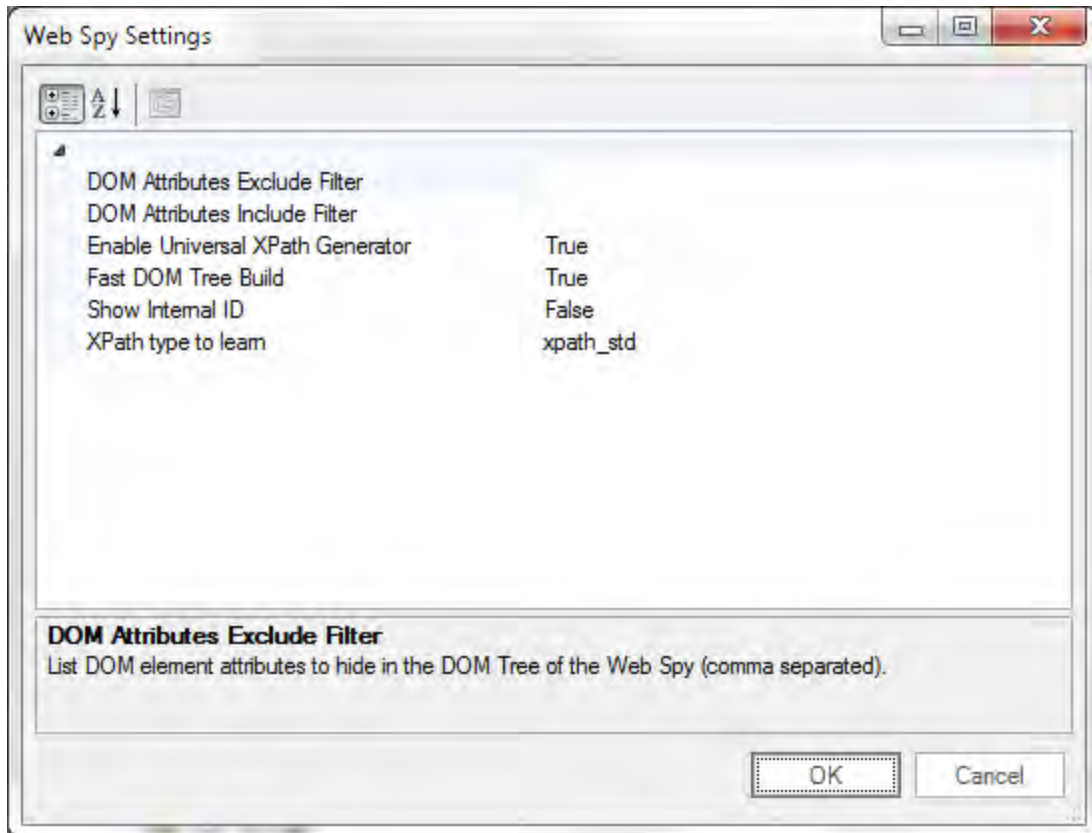 Web Spy Settings
DOM Attributes Exclude Filter
DOM Attributes Include Filter
Enable Universal XPath Generator True
Fast DOM Tree Build True
Show Internal ID False
XPath type to learn xpath_std
DOM Attributes Exclude Filter
List DOM element attributes to hide in the DOM Tree of the Web Spy (comma separated).
OK Cancel